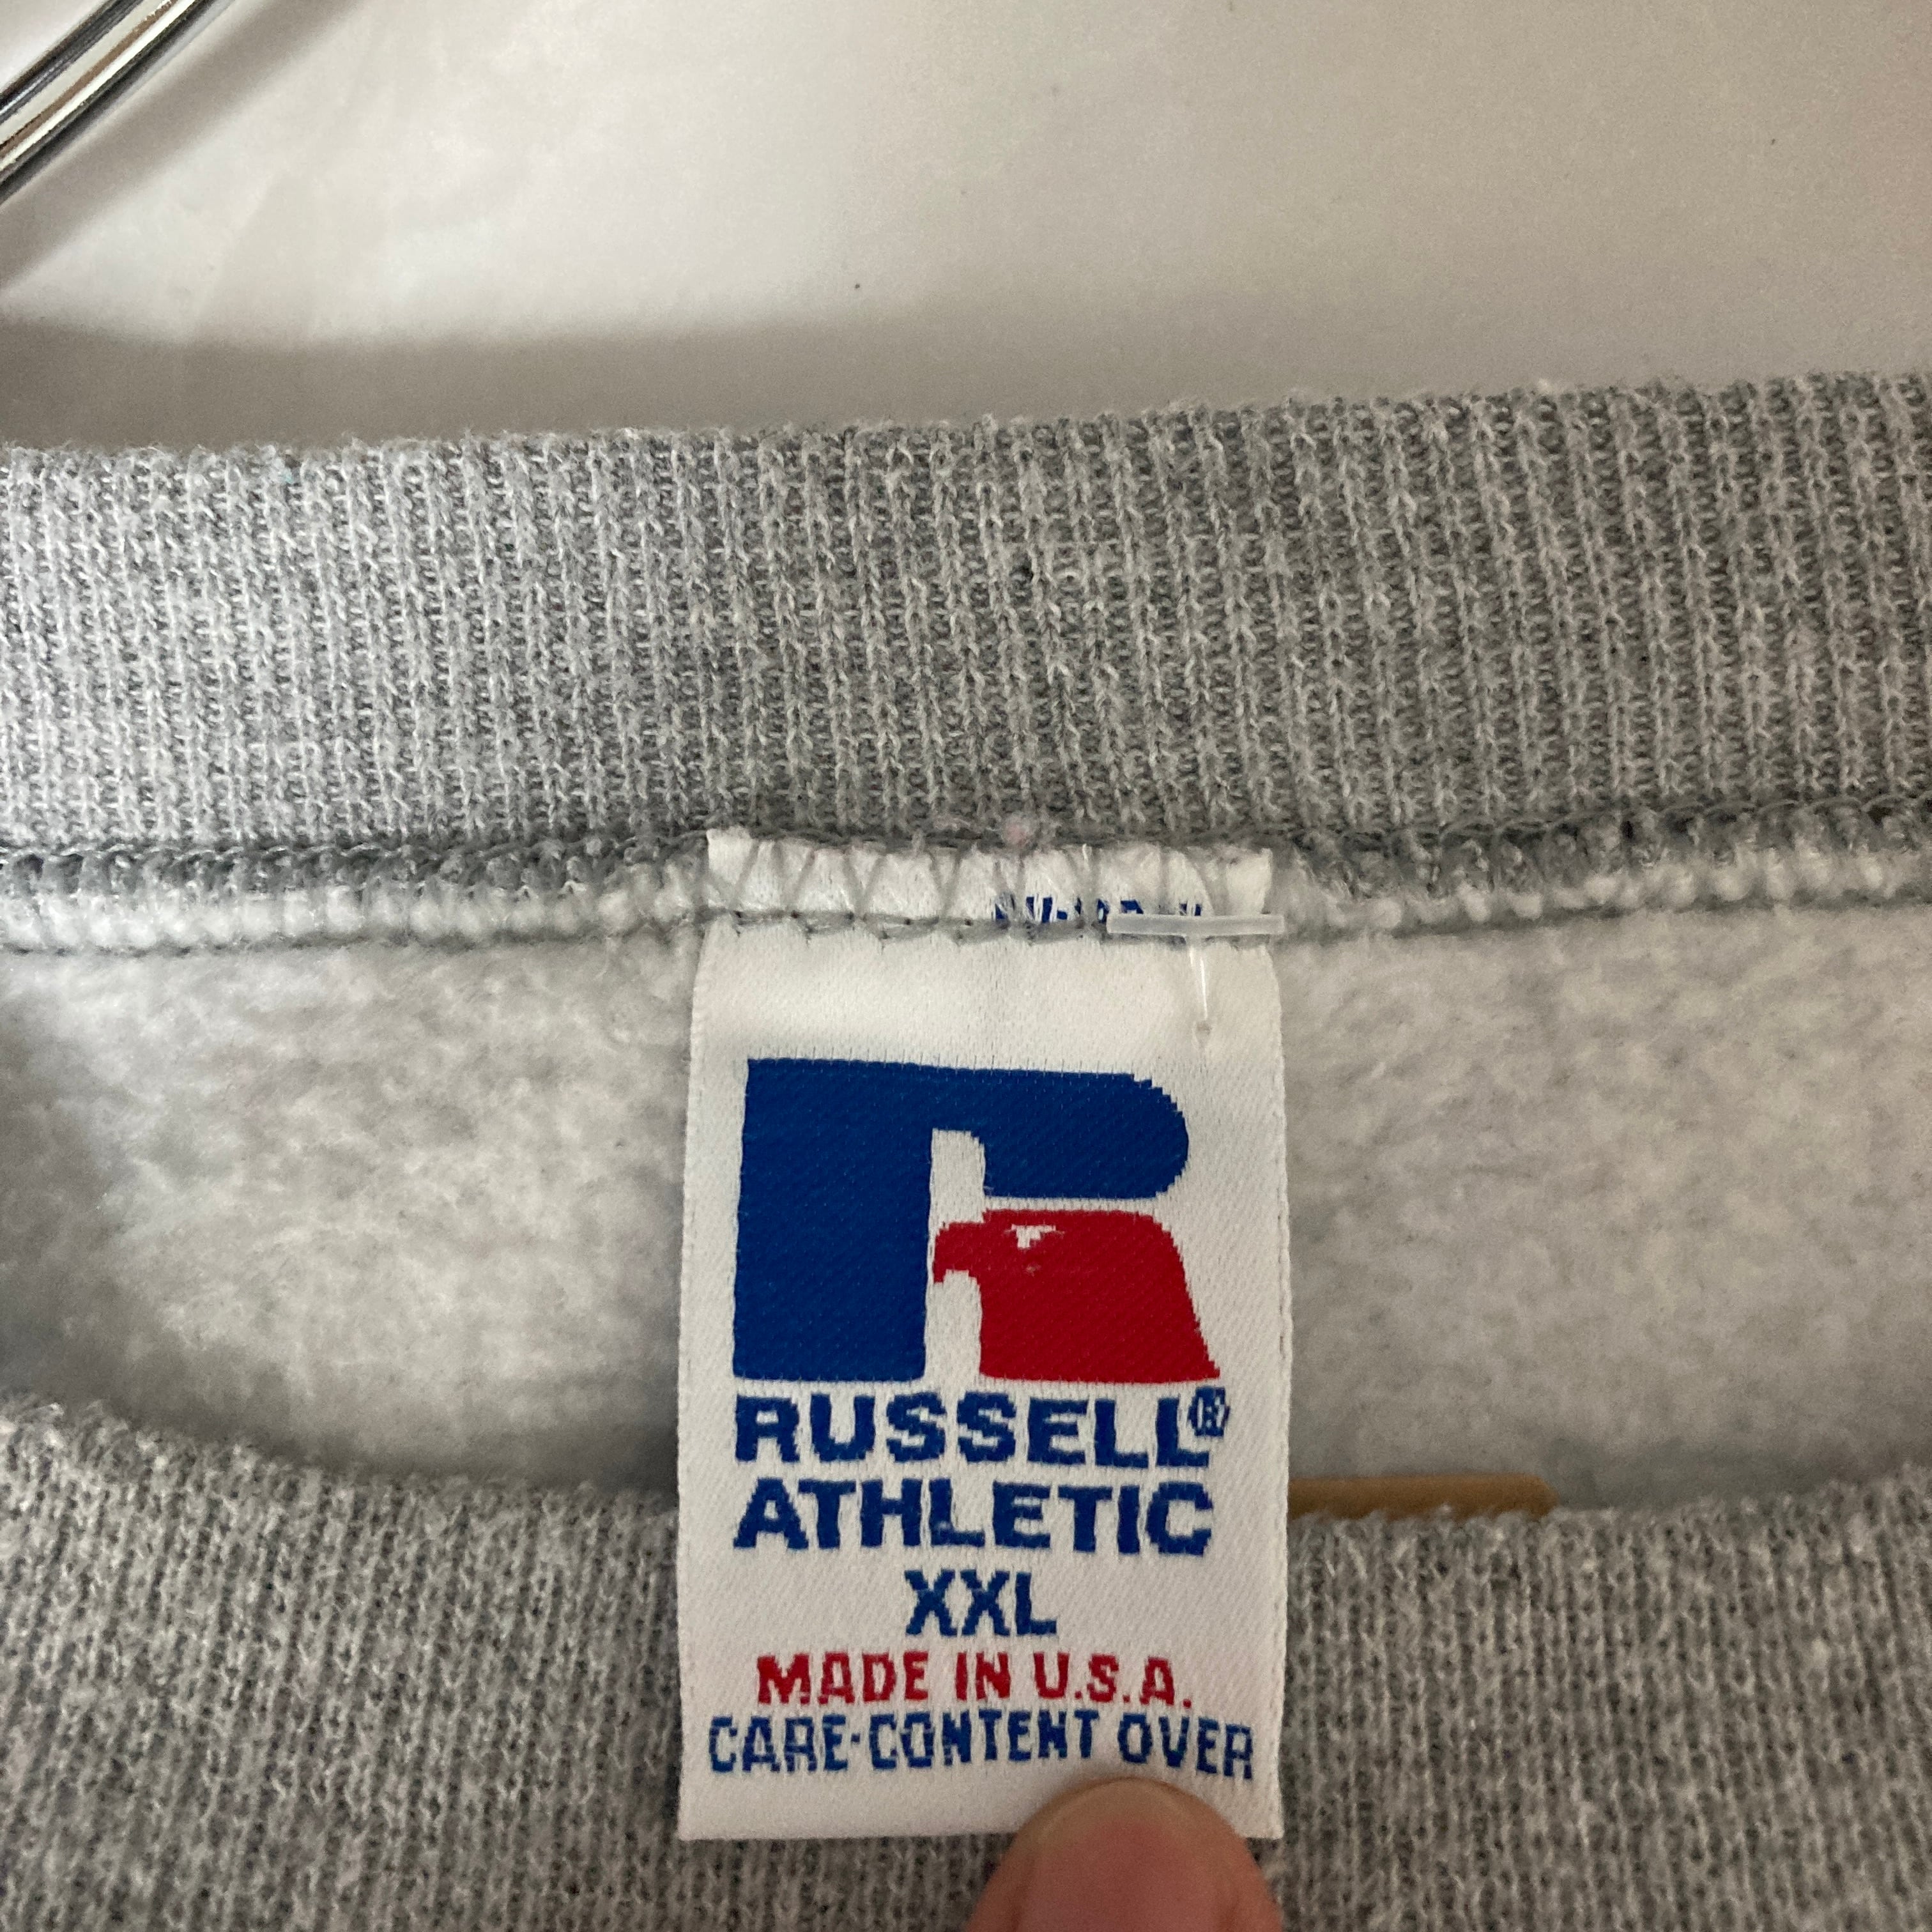 RUSSELL®
ATHLETIC
XXL
MADE IN U.S.A.
CARE-CONTENT OVER